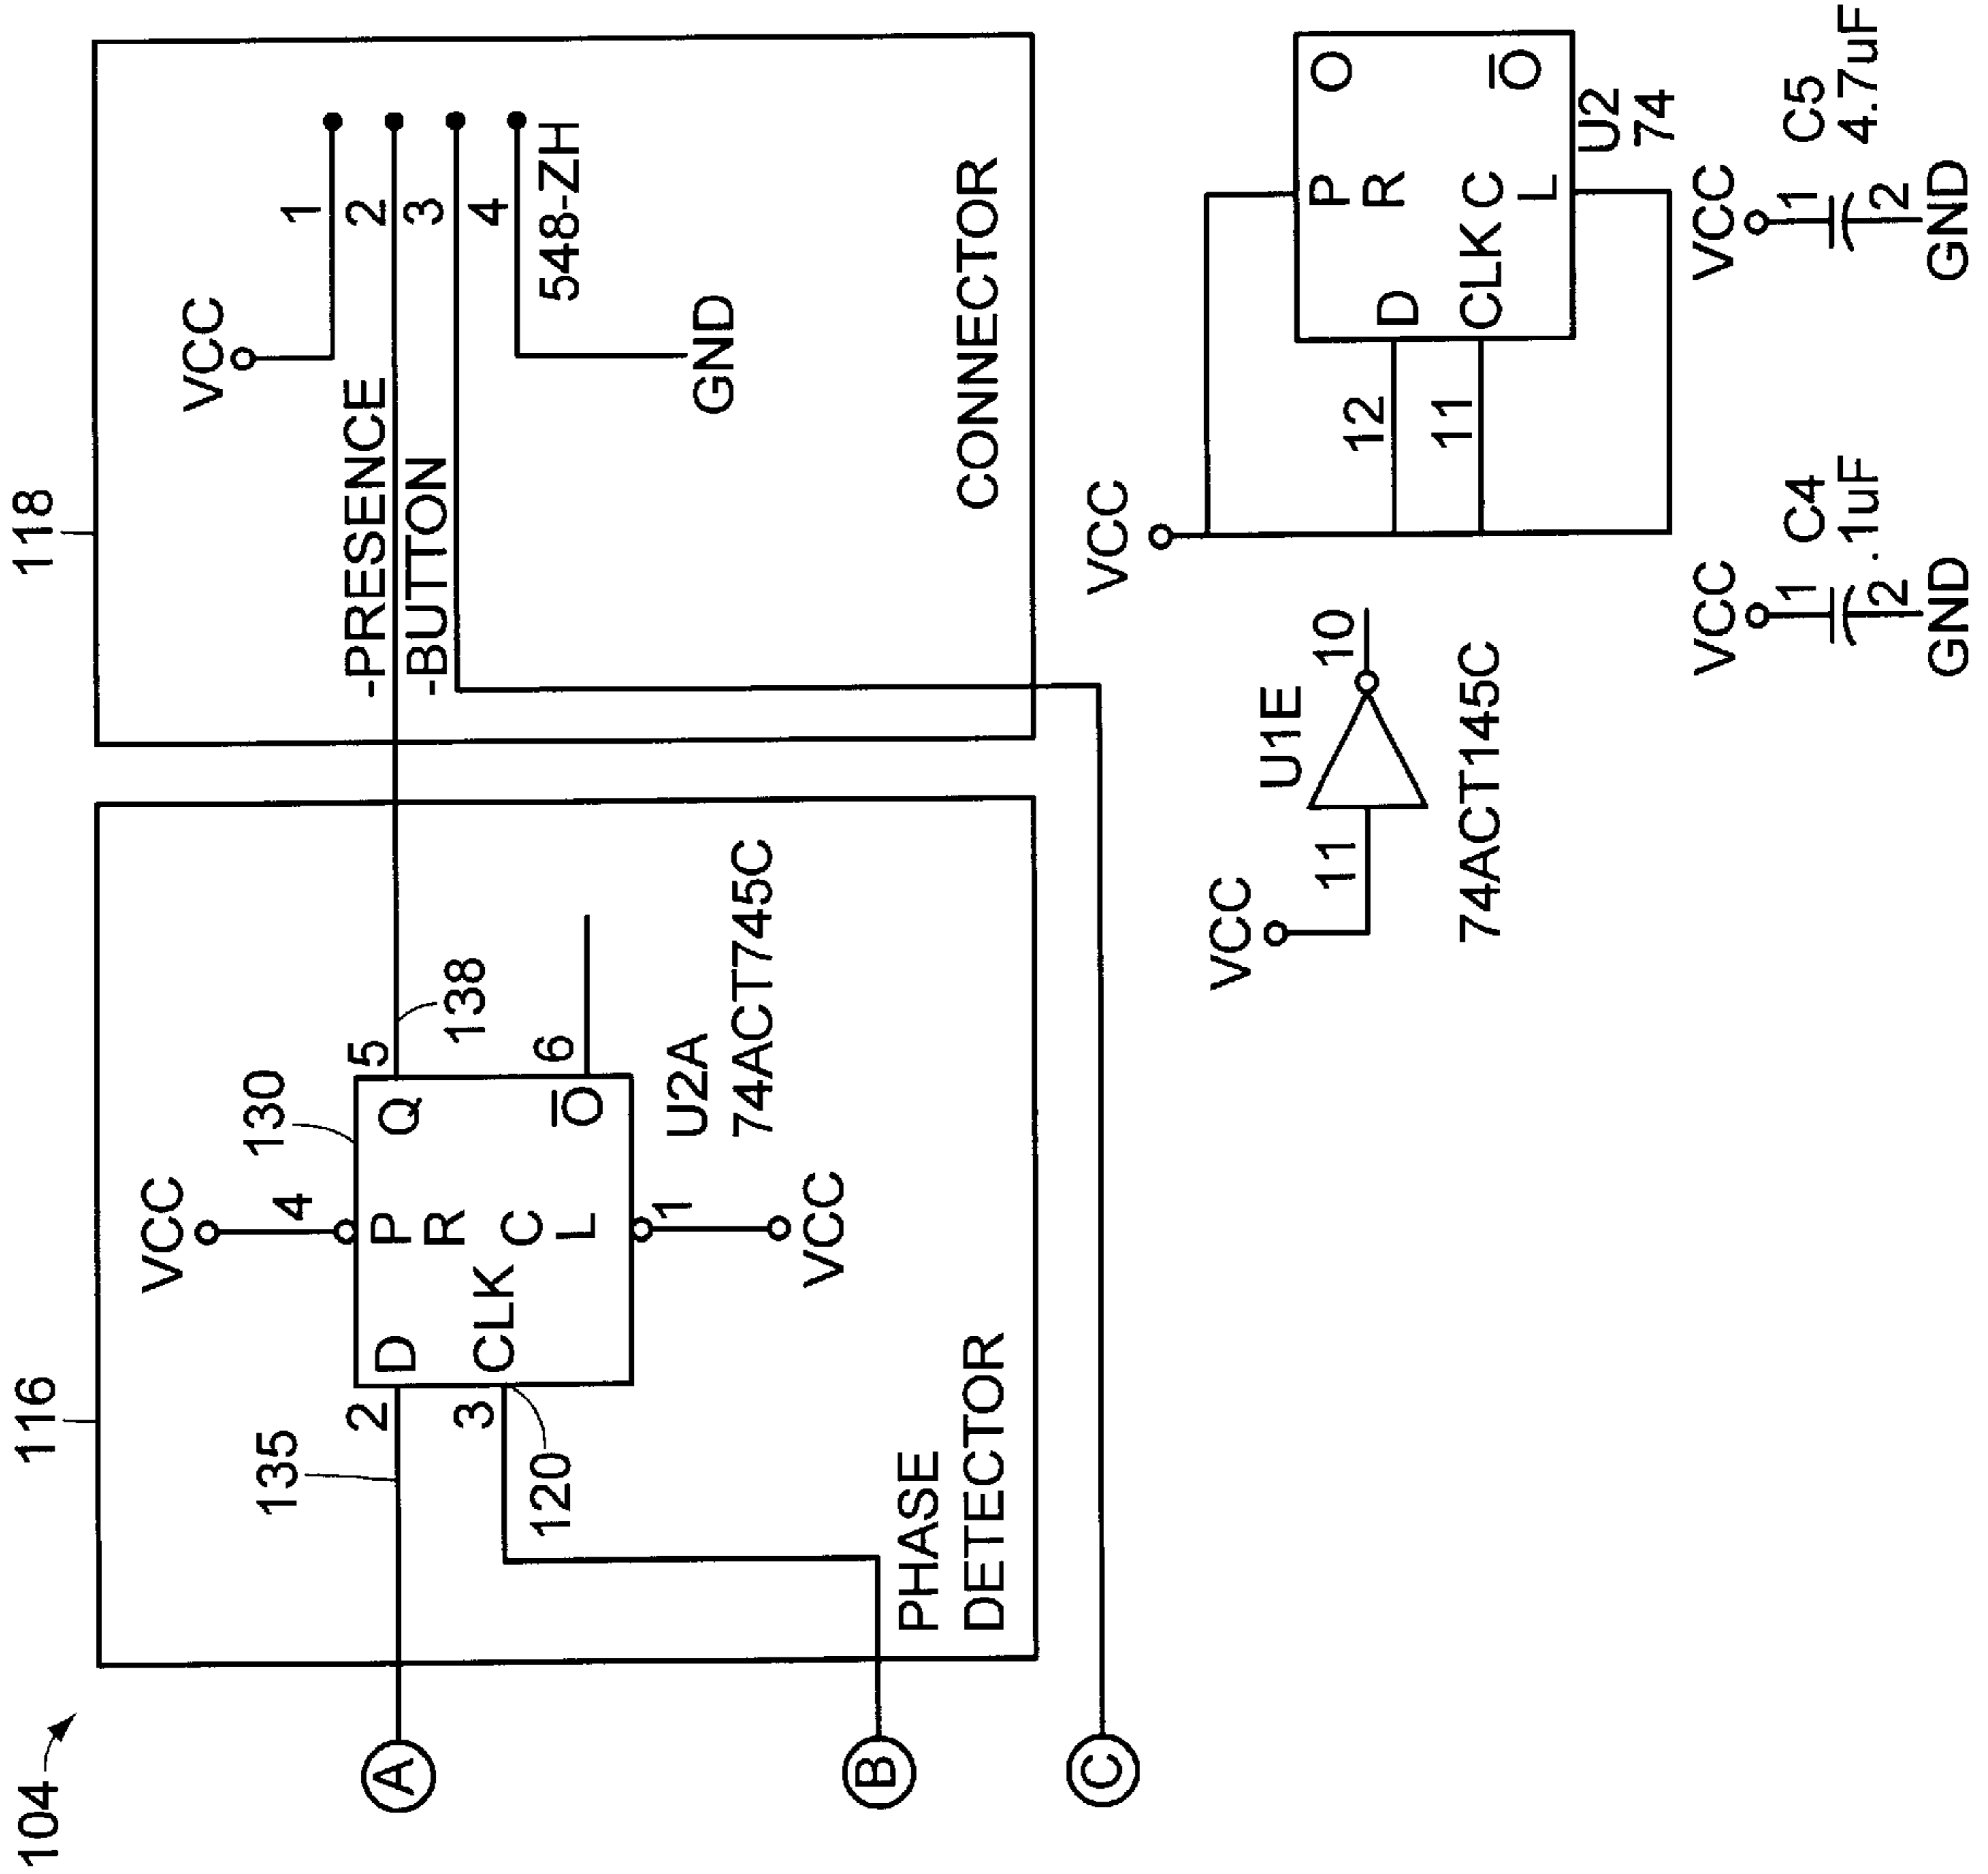 104
116
118
VCC
4
130
135
2
D
P
R
Q
5
138
3
CLK
C
L
O
6
120
1
VCC
U2A
74ACT745C
PHASE
DETECTOR
A
B
C
VCC
1
-PRESENCE
2
-BUTTON
3
4
548-ZH
GND
CONNECTOR
VCC
11
U1E
10
74ACT145C
VCC
12
11
D
P
R
O
CLK
C
L
O
U2
74
VCC
1
C4
2
.1uF
GND
VCC
1
C5
2
4.7uF
GND